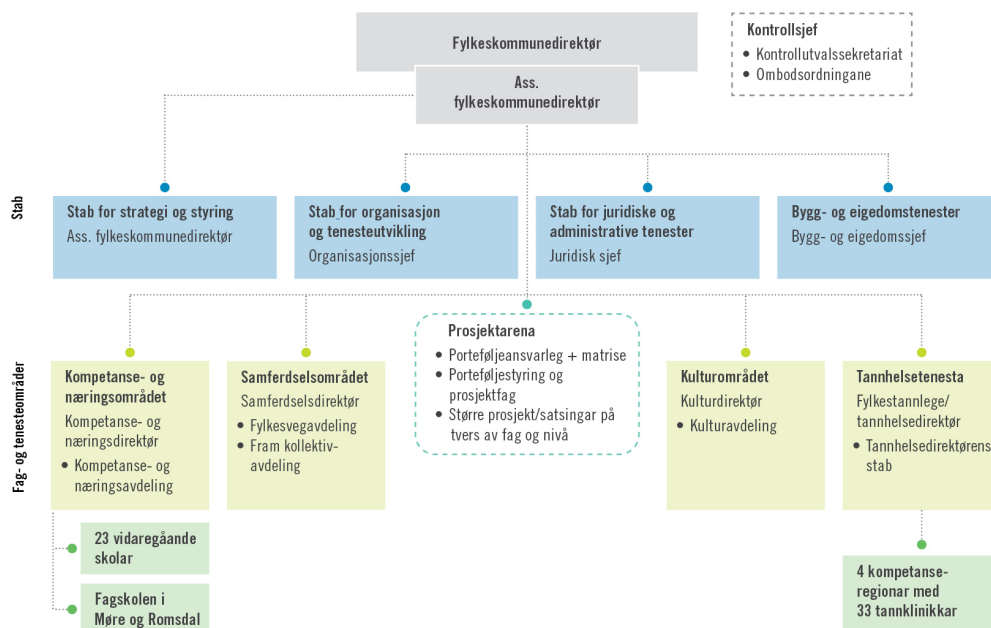 Fylkeskommunedirektør
Ass.
fylkeskommunedirektør
Kontrollsjef
• Kontrollutvalssekretariat
• Ombodsordningane
Stab
Stab for strategi og styring
Ass. fylkeskommunedirektør
Stab for organisasjon
og tenesteutvikling
Organisasjonssjef
Stab for juridiske og
administrative tenester
Juridisk sjef
Bygg- og eigedomstenester
Bygg- og eigedomssjef
Fag- og tenesteområder
Kompetanse- og
næringsområdet
Kompetanse- og
næringsdirektør
• Kompetanse- og
næringsavdeling
23 vidaregåande
skolar
Fagskolen i
Møre og Romsdal
Samferdselsområdet
Samferdselsdirektør
• Fylkesvegavdeling
• Fram kollektiv-
avdeling
Prosjektarena
• Porteføljeansvarleg + matrise
• Porteføljestyring og
prosjektfag
• Større prosjekt/satsingar på
tvers av fag og nivå
Kulturområdet
Kulturdirektør
• Kulturavdeling
Tannhelsetenesta
Fylkestannlege/
tannhelsedirektør
• Tannhelsedirektørens
stab
4 kompetanse-
regionar med
33 tannklinikkar